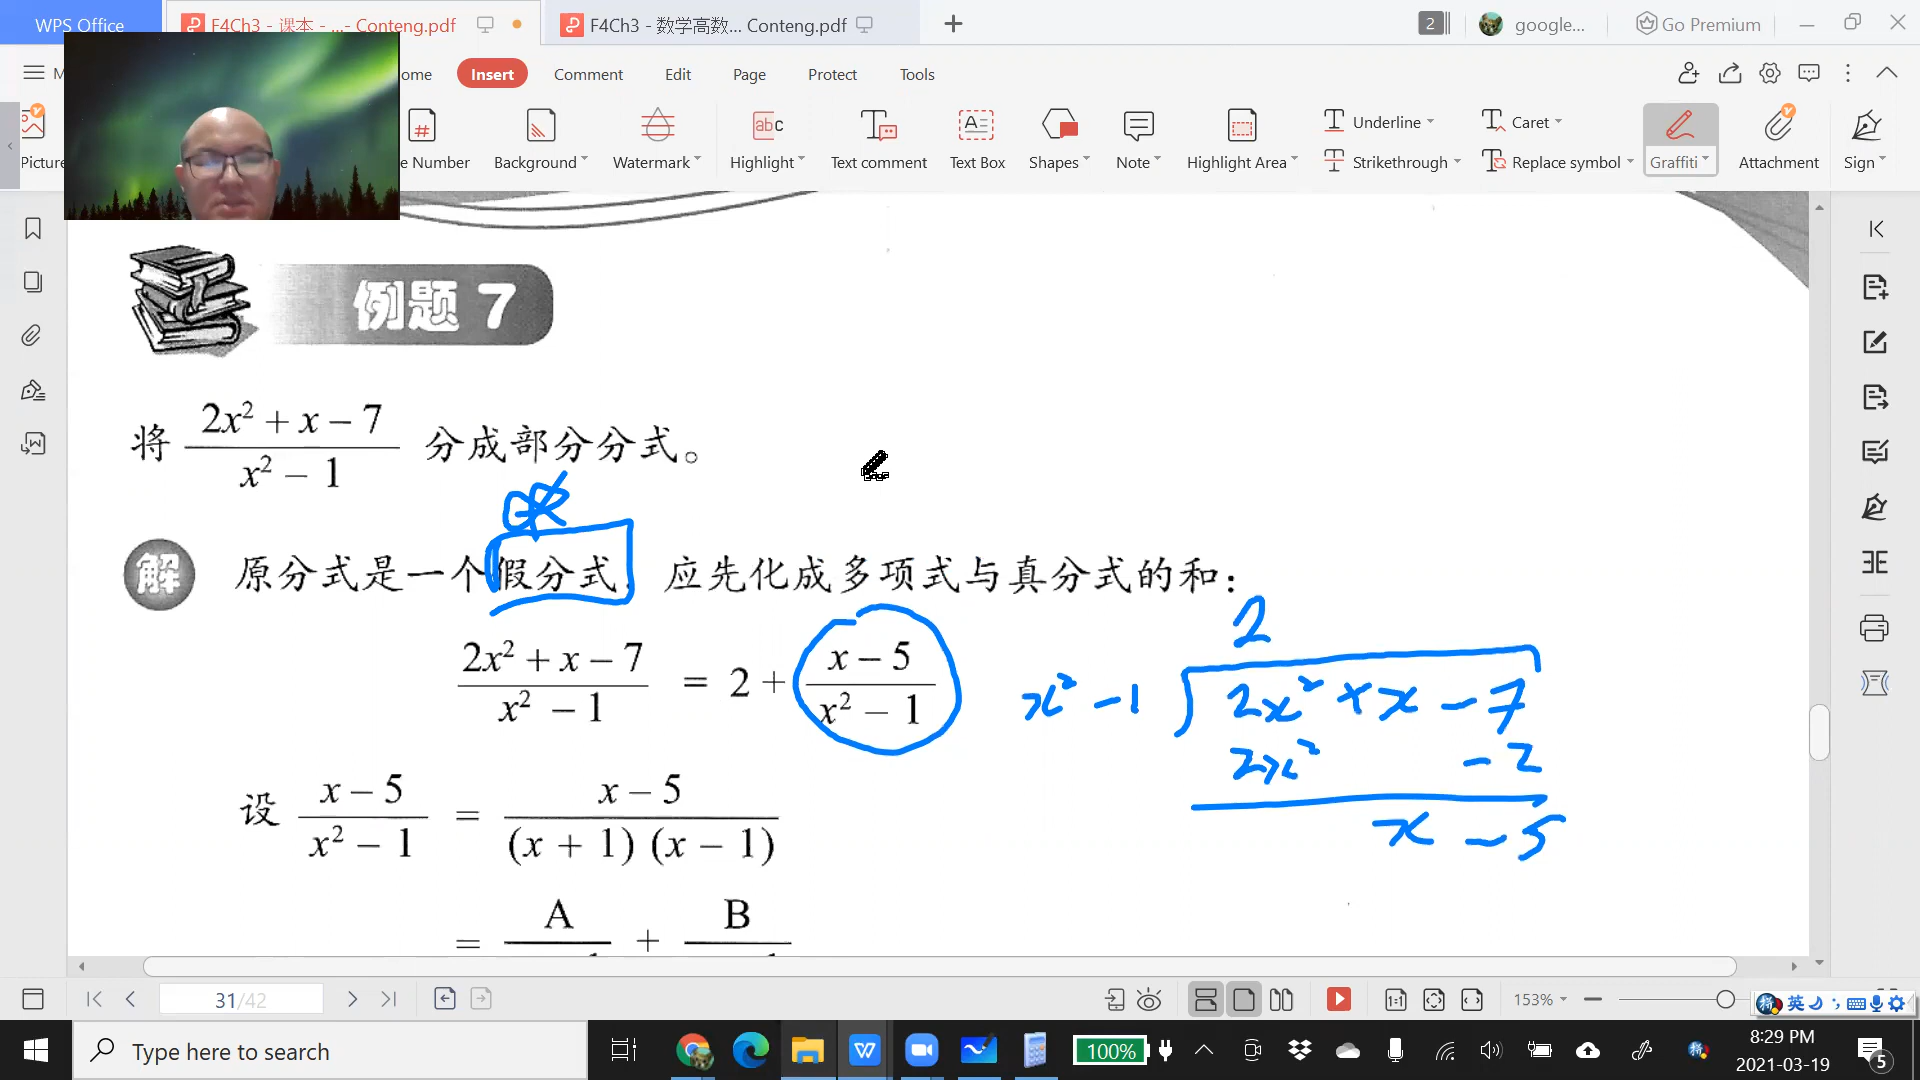 WPS Office
F4Ch3 - 课本 - ...- Conteng.pdf
F4Ch3 - 数学高数... Conteng.pdf
2
google...
Go Premium
ome
Insert
Comment
Edit
Page
Protect
Tools
Picture
e Number
Background
Watermark
Highlight
Text comment
Text Box
Shapes
Note
Highlight Area
Underline
Strikethrough
Caret
Replace symbol
Graffiti
Attachment
Sign
例题 7
将 (2x² + x − 7)/(x² − 1) 分成部分分式。
解 原分式是一个假分式, 应先化成多项式与真分式的和:
(2x² + x − 7)/(x² − 1) = 2 + (x − 5)/(x² − 1)
2
x² − 1 2x² + x − 7
2x² − 2
x − 5
设 (x − 5)/(x² − 1) = (x − 5)/((x + 1) (x − 1))
= A + B
31/42
153%
英
Type here to search
100%
8:29 PM
2021-03-19
5